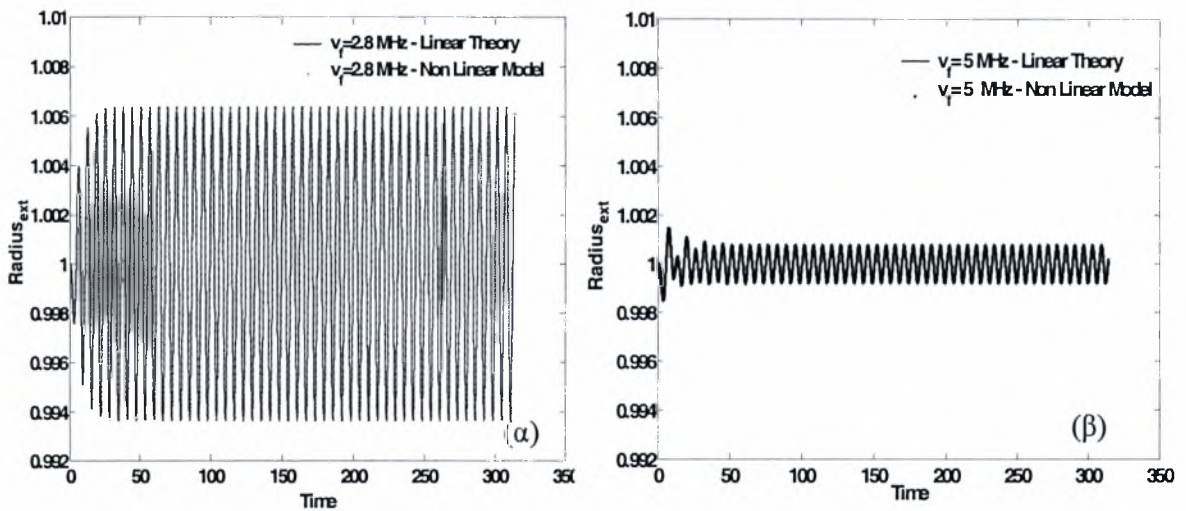 1.01
1.008
1.006
1.004
1.002
1
0.998
0.996
0.994
0.992
Radius_ext
v_f=2.8 MHz - Linear Theory
v_f=2.8 MHz - Non Linear Model
(α)
0 50 100 150 200 250 300 350
Time
1.01
1.008
1.006
1.004
1.002
1
0.998
0.996
0.994
0.992
Radius_ext
v_f= 5 MHz - Linear Theory
v_f= 5 MHz - Non Linear Model
(β)
0 50 100 150 200 250 300 350
Time